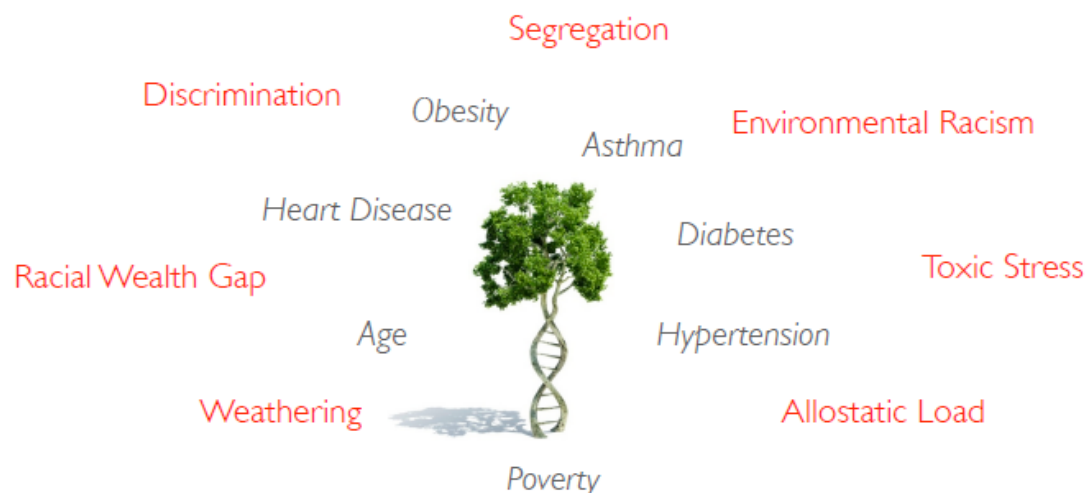 Segregation
Discrimination
Obesity
Environmental Racism
Asthma
Heart Disease
Diabetes
Racial Wealth Gap
Toxic Stress
Age
Hypertension
Weathering
Allostatic Load
Poverty